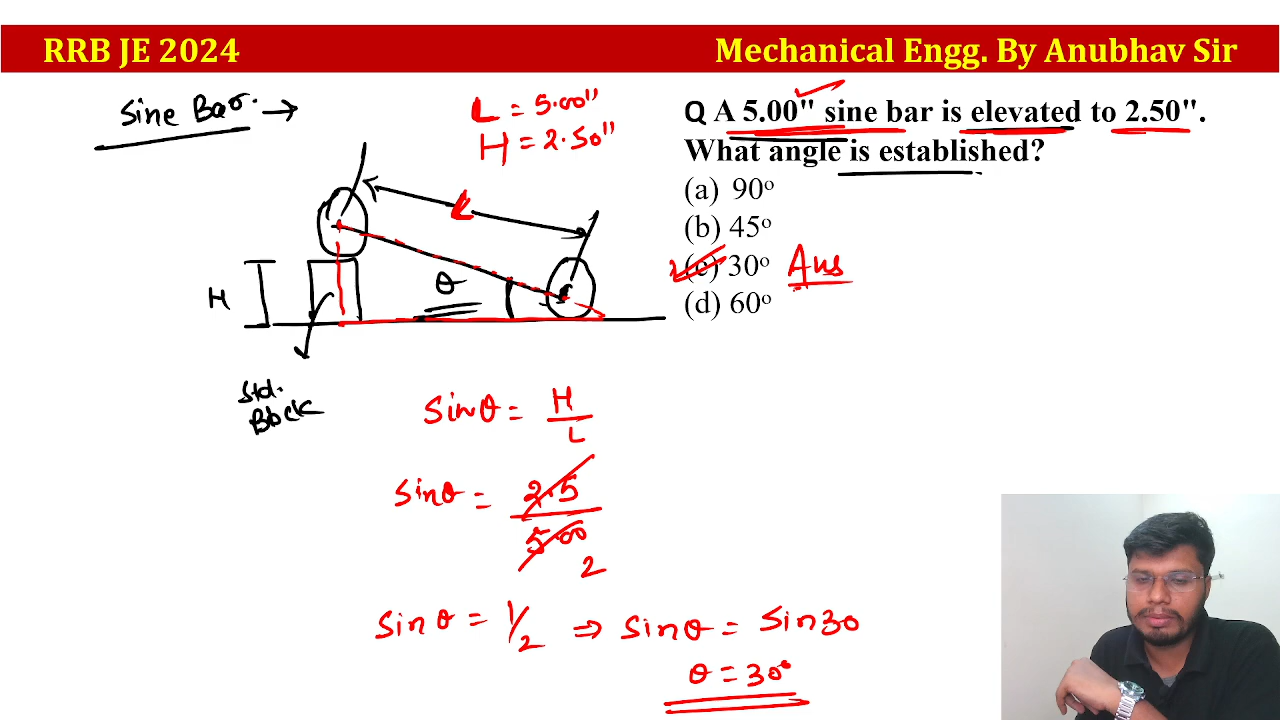 RRB JE 2024
Mechanical Engg. By Anubhav Sir
Sine Bar. →
L = 5.00"
H = 2.50"
Q A 5.00" sine bar is elevated to 2.50".
What angle is established?
(a) 90°
(b) 45°
(c) 30° Ans
(d) 60°
L
θ
H
Std.
Block
Sinθ = H/L
Sinθ = 2.5/5.00
2
Sinθ = 1/2 ⇒ Sinθ = Sin30
θ = 30°